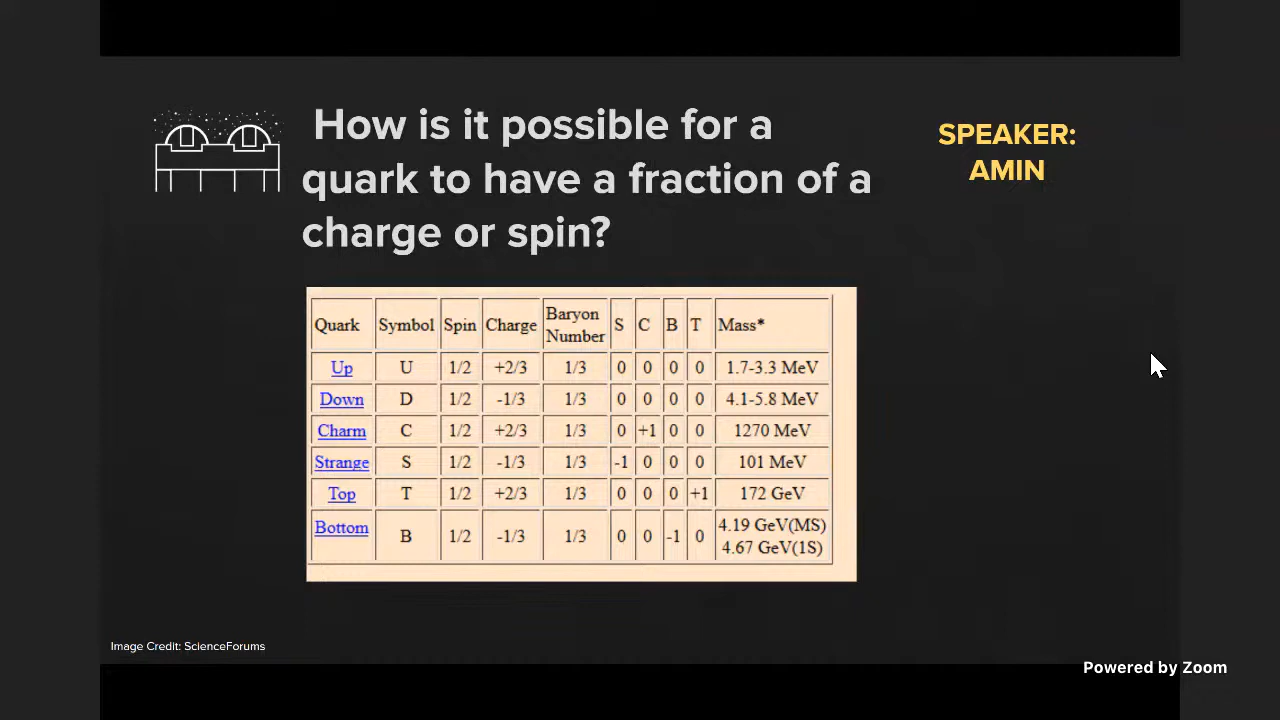 How is it possible for a
quark to have a fraction of a
charge or spin?
SPEAKER:
AMIN
Quark Symbol Spin Charge Baryon Number S C B T Mass*
Up U 1/2 +2/3 1/3 0 0 0 0 1.7-3.3 MeV
Down D 1/2 -1/3 1/3 0 0 0 0 4.1-5.8 MeV
Charm C 1/2 +2/3 1/3 0 +1 0 0 1270 MeV
Strange S 1/2 -1/3 1/3 -1 0 0 0 101 MeV
Top T 1/2 +2/3 1/3 0 0 0 +1 172 GeV
Bottom B 1/2 -1/3 1/3 0 0 -1 0 4.19 GeV(MS)
4.67 GeV(1S)
Image Credit: ScienceForums
Powered by Zoom